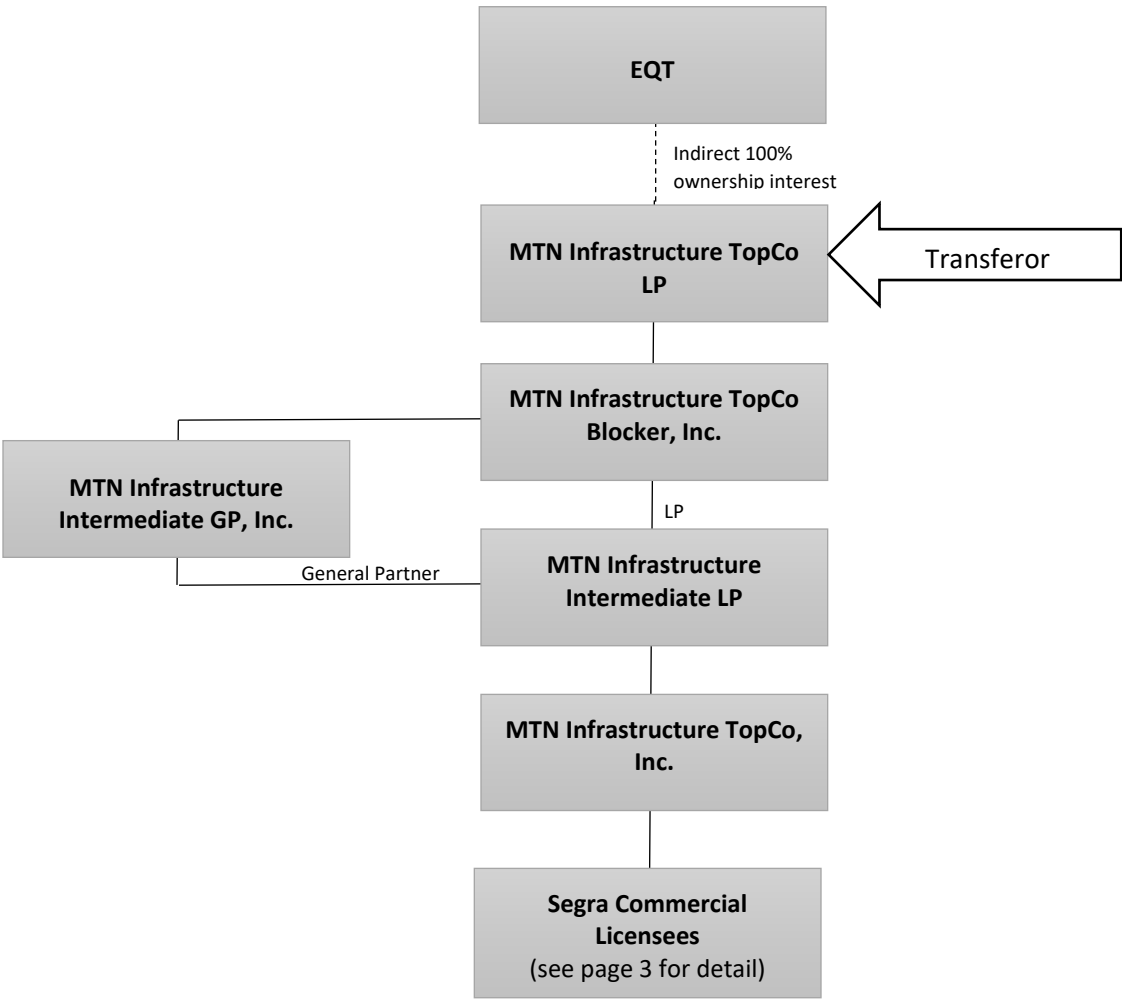 EQT
Indirect 100%
ownership interest
MTN Infrastructure TopCo
LP
Transferor
MTN Infrastructure TopCo
Blocker, Inc.
MTN Infrastructure
Intermediate GP, Inc.
LP
General Partner
MTN Infrastructure
Intermediate LP
MTN Infrastructure TopCo,
Inc.
Segra Commercial
Licensees
(see page 3 for detail)